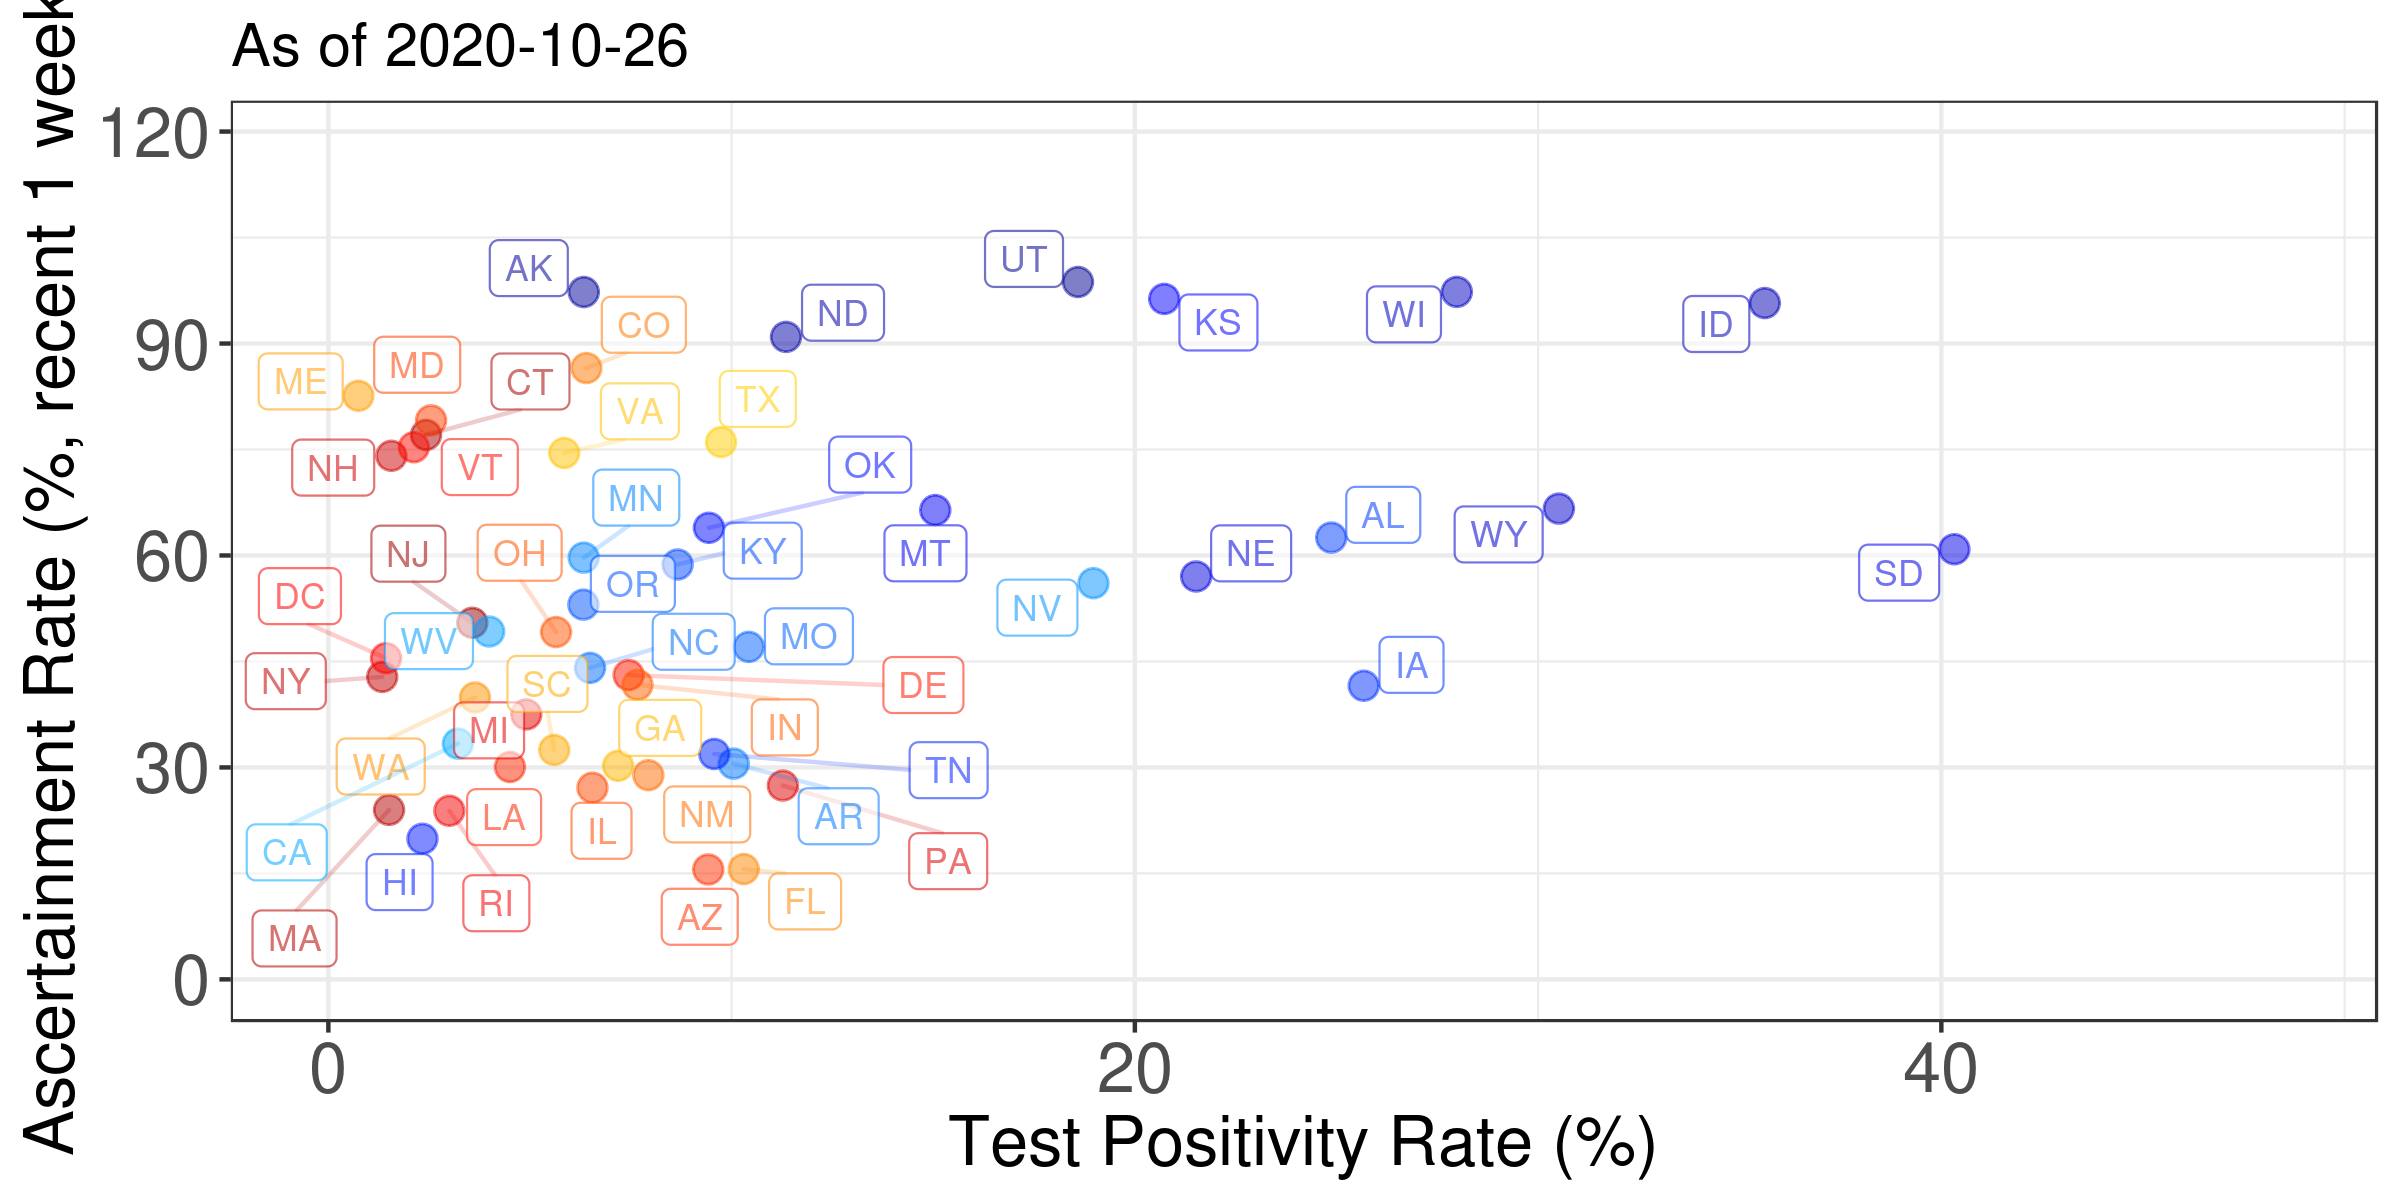 As of 2020-10-26
Ascertainment Rate (%, recent 1 week
120
90
60
30
0
AK
UT
ND
CO
KS
WI
ID
ME
MD
CT
VA
TX
NH
VT
OK
MN
AL
WY
NJ
OH
KY
MT
NE
SD
DC
OR
NV
WV
NC
MO
NY
SC
DE
IA
MI
GA
IN
WA
TN
LA
IL
NM
AR
CA
HI
RI
PA
MA
AZ
FL
0
20
40
Test Positivity Rate (%)